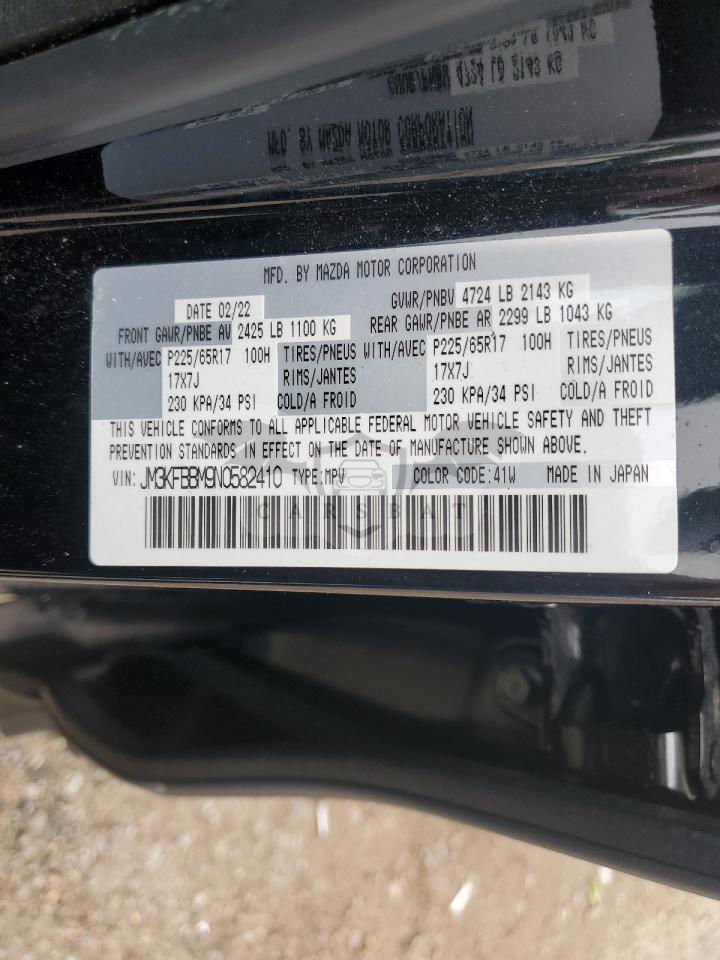 MFD. BY MAZDA MOTOR CORPORATION
DATE 02/22 GVWR/PNBV 4724 LB 2143 KG
FRONT GAWR/PNBE AV 2425 LB 1100 KG REAR GAWR/PNBE AR 2299 LB 1043 KG
WITH/AVEC P225/65R17 100H TIRES/PNEUS WITH/AVEC P225/65R17 100H TIRES/PNEUS
17X7J RIMS/JANTES 17X7J RIMS/JANTES
230 KPA/34 PSI COLD/A FROID 230 KPA/34 PSI COLD/A FROID
THIS VEHICLE CONFORMS TO ALL APPLICABLE FEDERAL MOTOR VEHICLE SAFETY AND THEFT
PREVENTION STANDARDS IN EFFECT ON THE DATE OF MANUFACTURE SHOWN ABOVE.
VIN: JM3KFBBM9N0582410 TYPE:MPV COLOR CODE:41W MADE IN JAPAN
CARSBAT